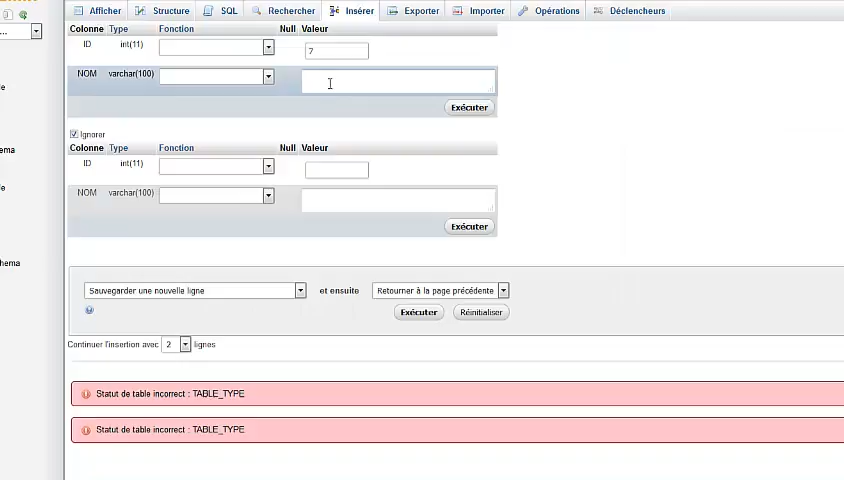 Afficher Structure SQL Rechercher Insérer Exporter Importer Opérations Déclencheurs
Colonne Type Fonction Null Valeur
ID int(11) 7
NOM varchar(100)
Exécuter
Ignorer
Colonne Type Fonction Null Valeur
ID int(11)
NOM varchar(100)
Exécuter
Sauvegarder une nouvelle ligne et ensuite Retourner à la page précédente
Exécuter Réinitialiser
Continuer l'insertion avec 2 lignes
Statut de table incorrect : TABLE_TYPE
Statut de table incorrect : TABLE_TYPE